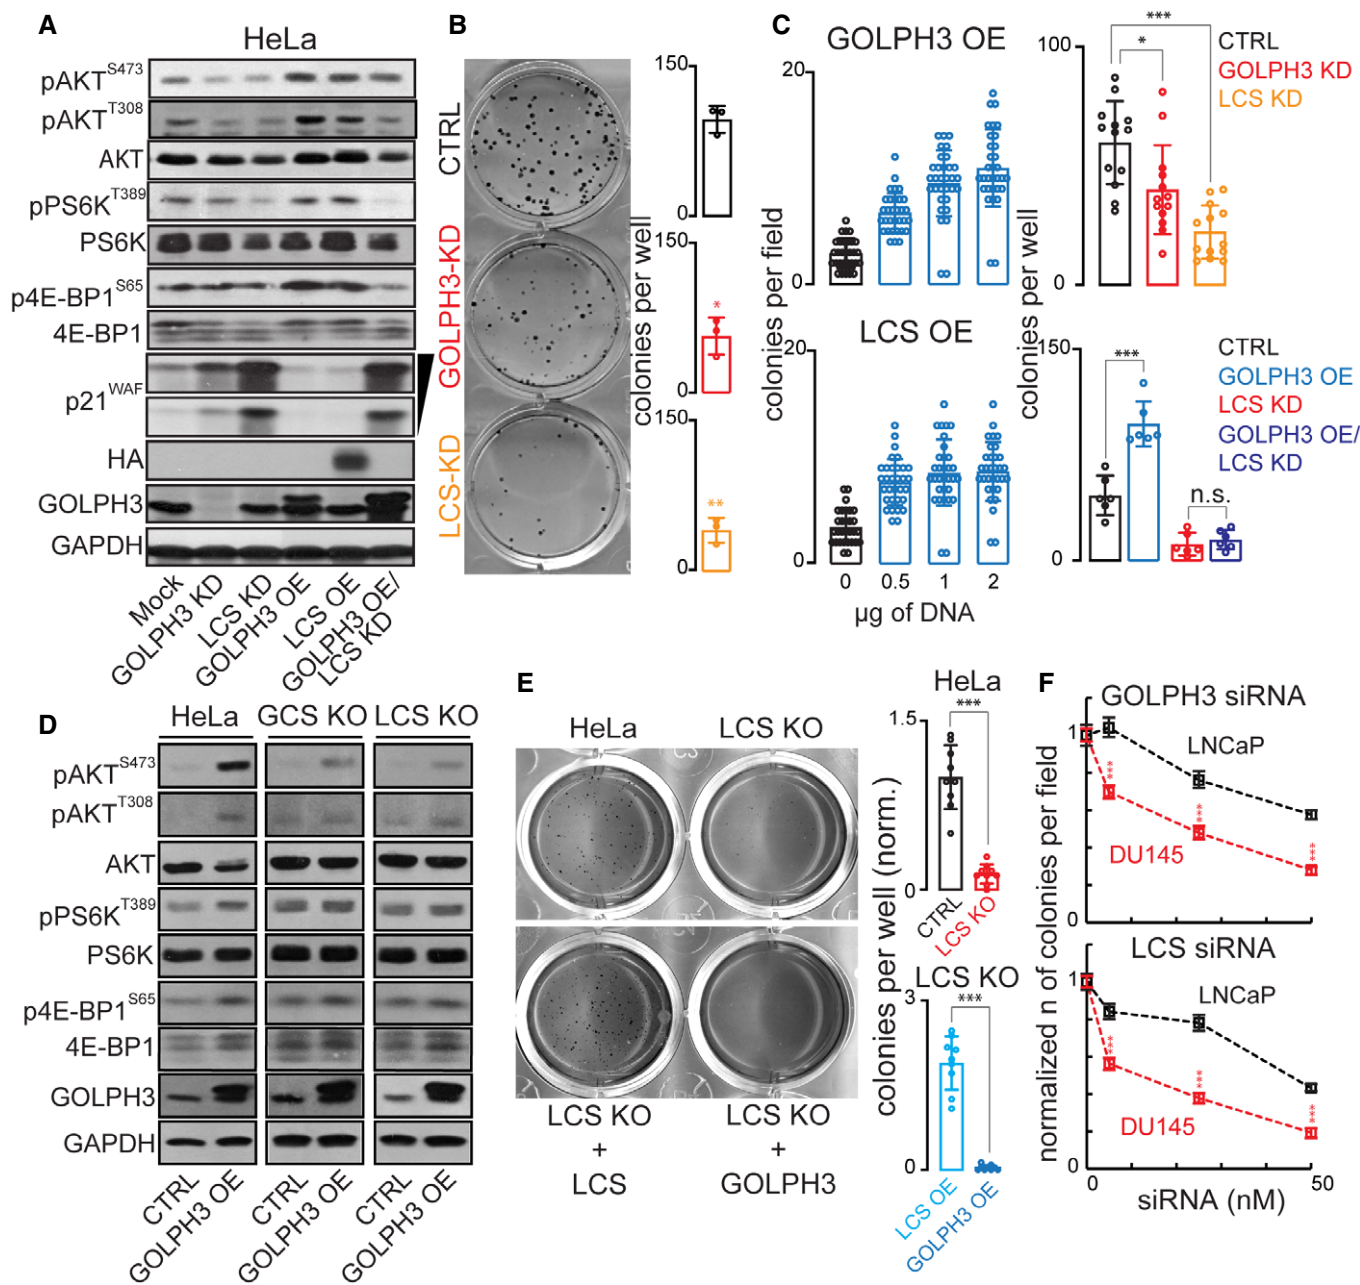 A
HeLa
pAKT^S473
pAKT^T308
AKT
pPS6K^T389
PS6K
p4E-BP1^S65
4E-BP1
p21^WAF
HA
GOLPH3
GAPDH
Mock
GOLPH3 KD
LCS KD
GOLPH3 OE
LCS OE
GOLPH3 OE/
LCS KD
B
CTRL
GOLPH3-KD
LCS-KD
colonies per well
150
0
150
*
0
150
**
0
C
GOLPH3 OE
20
0
LCS OE
20
0
colonies per field
0 0.5 1 2
µg of DNA
colonies per well
100
0
***
*
CTRL
GOLPH3 KD
LCS KD
150
0
***
n.s.
CTRL
GOLPH3 OE
LCS KD
GOLPH3 OE/
LCS KD
D
HeLa GCS KO LCS KO
pAKT^S473
pAKT^T308
AKT
pPS6K^T389
PS6K
p4E-BP1^S65
4E-BP1
GOLPH3
GAPDH
CTRL
GOLPH3 OE
CTRL
GOLPH3 OE
CTRL
GOLPH3 OE
E
HeLa LCS KO
LCS KO
+
LCS
LCS KO
+
GOLPH3
colonies per well (norm.)
HeLa
***
1.5
0
CTRL
LCS KO
LCS KO
***
3
0
LCS OE
GOLPH3 OE
F
GOLPH3 siRNA
1
LNCaP
DU145
***
***
***
0
LCS siRNA
1
LNCaP
DU145
***
***
***
0
normalized n of colonies per field
0 50
siRNA (nM)